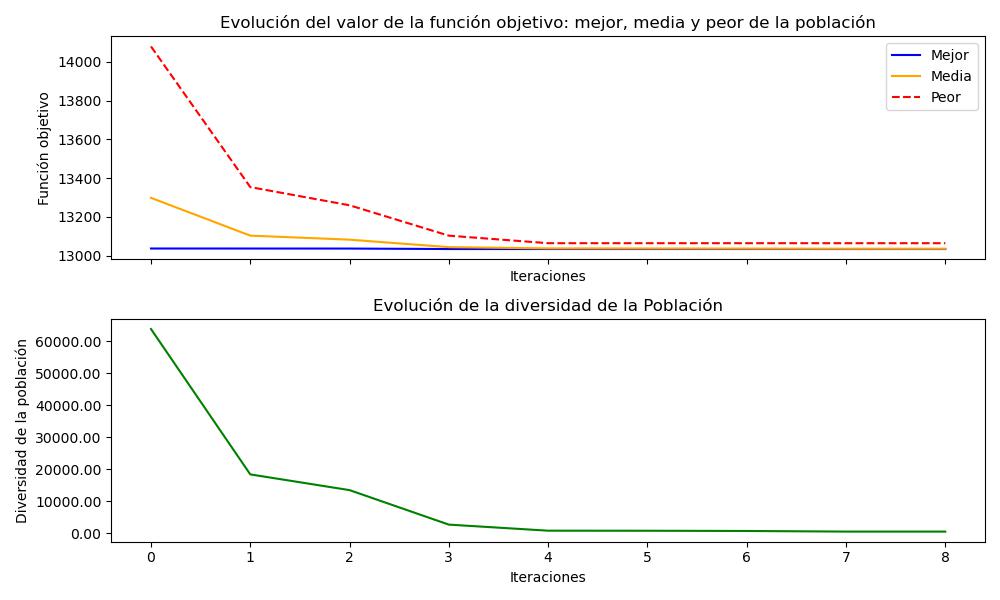 Evolución del valor de la función objetivo: mejor, media y peor de la población
Función objetivo
14000
13800
13600
13400
13200
13000
Mejor
Media
Peor
Iteraciones
Evolución de la diversidad de la Población
Diversidad de la población
60000.00
50000.00
40000.00
30000.00
20000.00
10000.00
0.00
0 1 2 3 4 5 6 7 8
Iteraciones